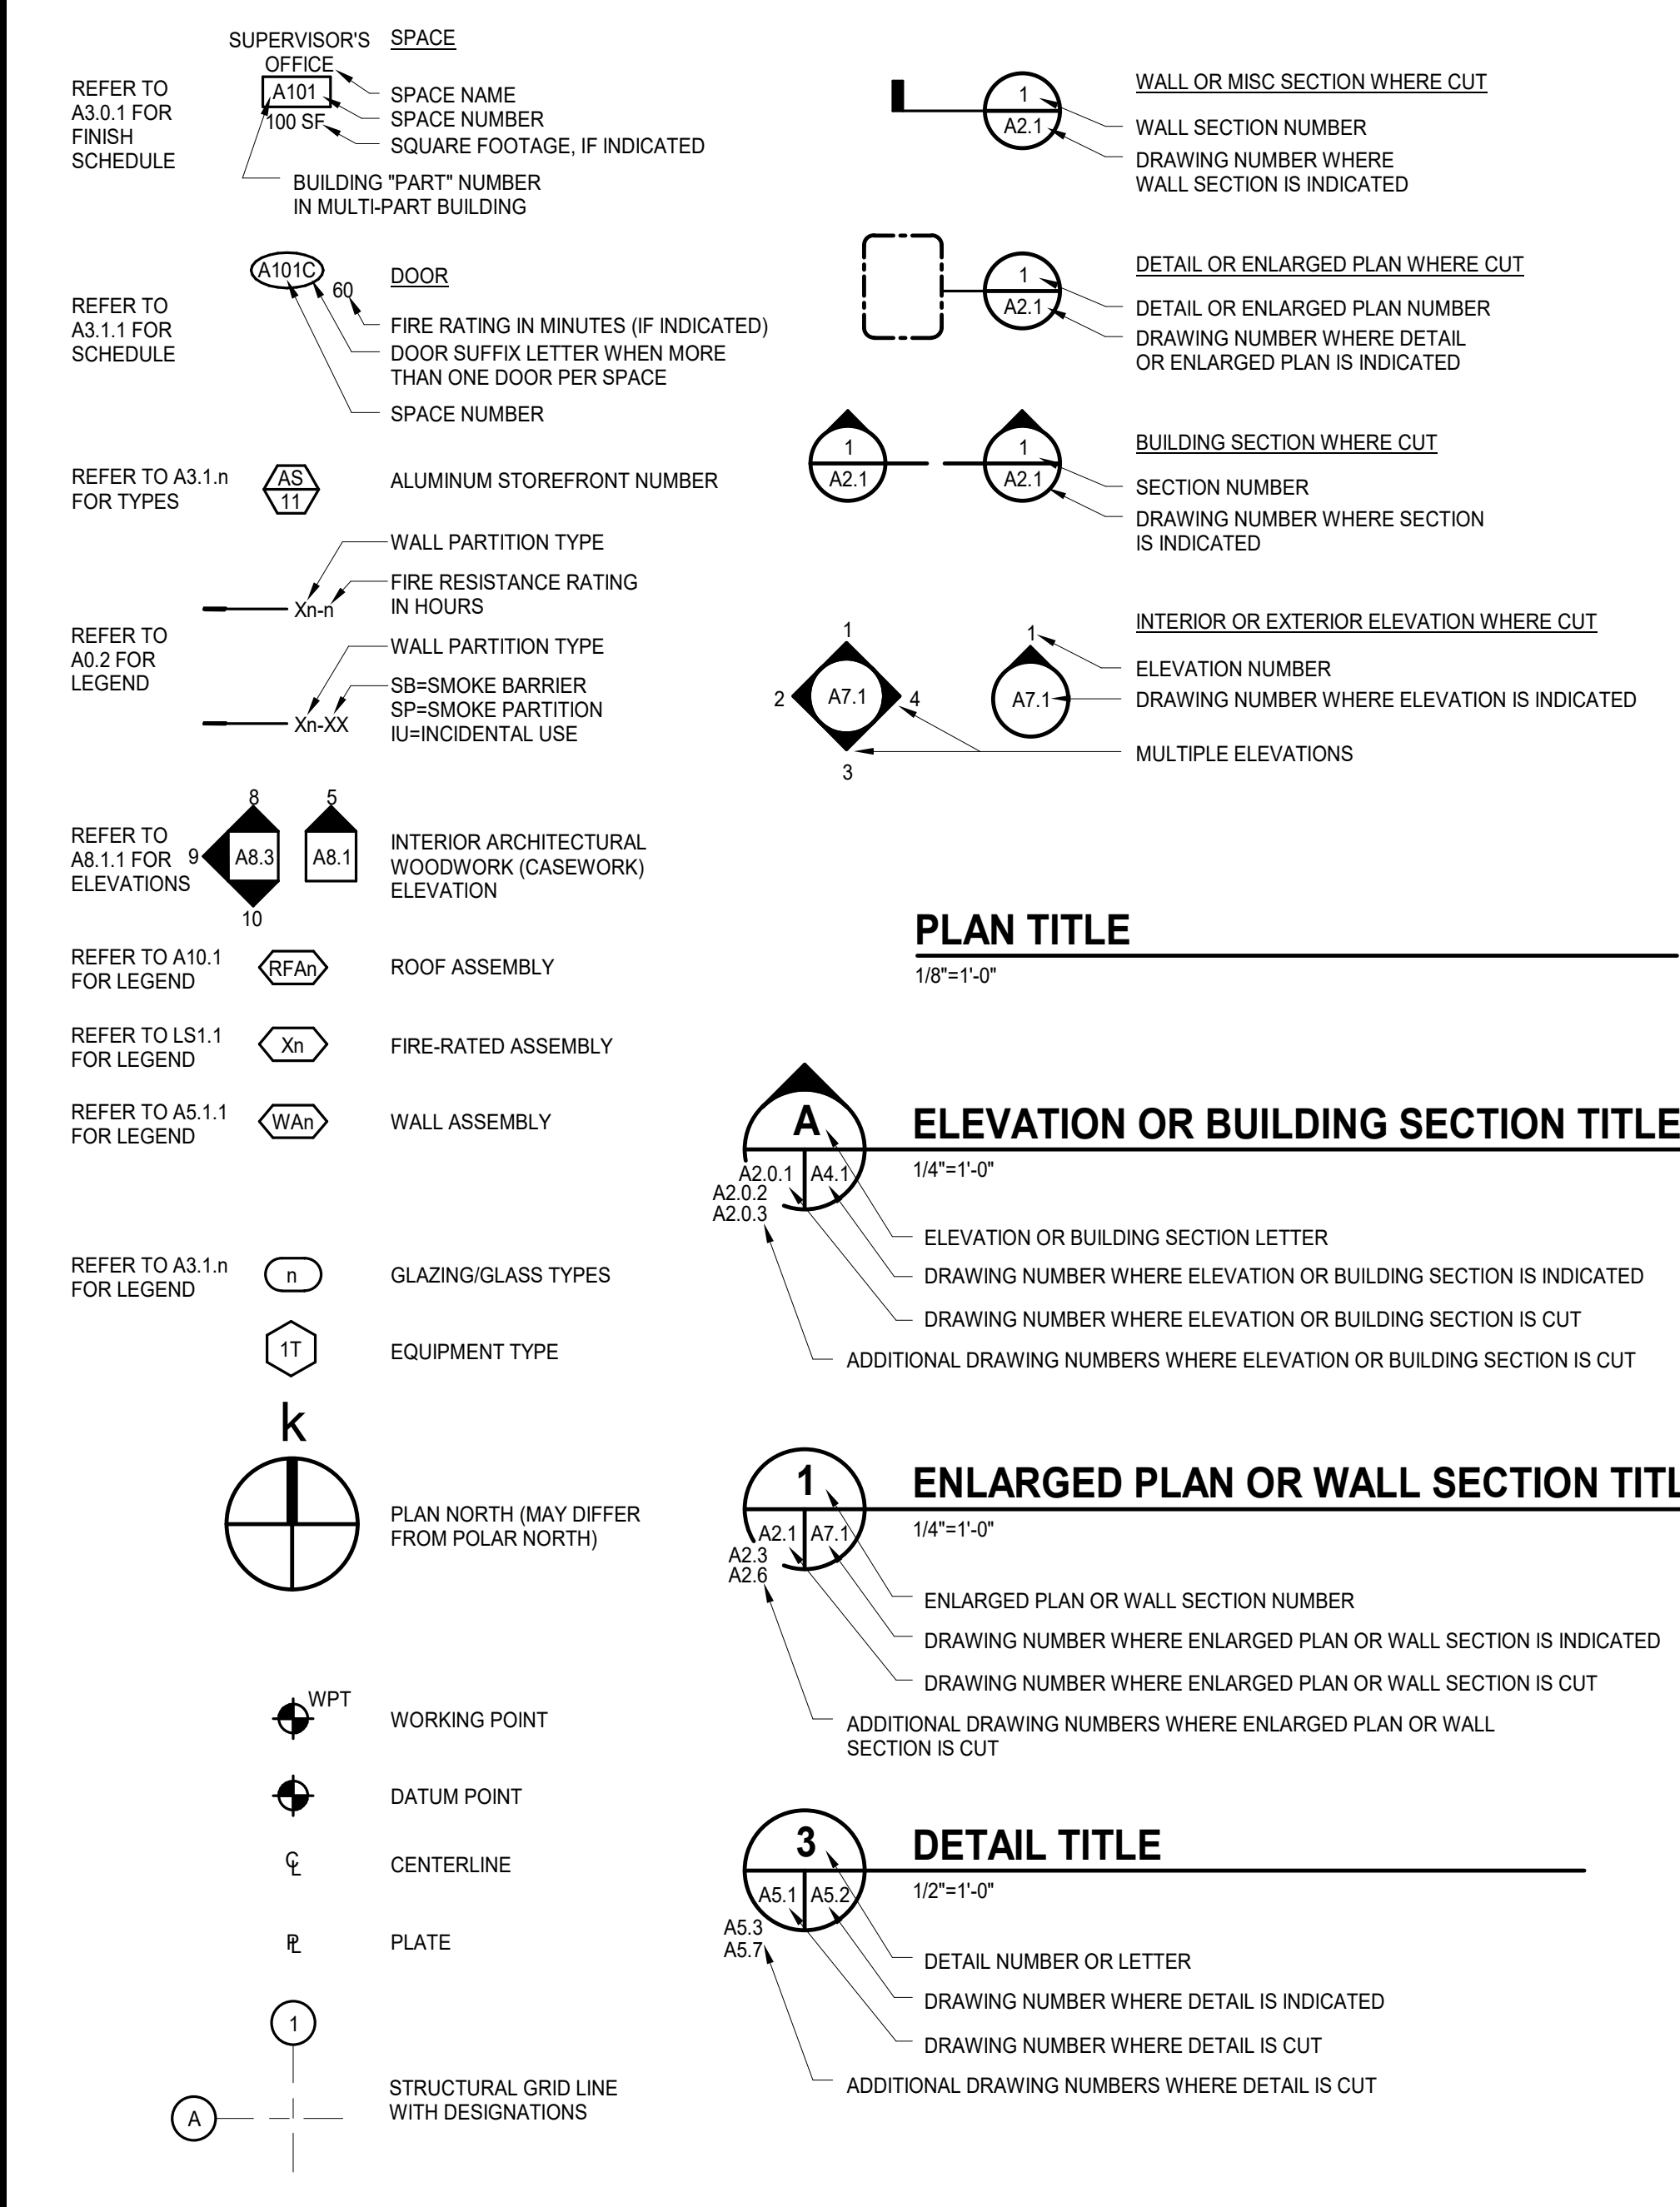 SUPERVISOR'S
OFFICE
SPACE
REFER TO
A3.0.1 FOR
FINISH
SCHEDULE
A101
100 SF
SPACE NAME
SPACE NUMBER
SQUARE FOOTAGE, IF INDICATED
BUILDING "PART" NUMBER
IN MULTI-PART BUILDING
REFER TO
A3.1.1 FOR
SCHEDULE
A101C
60
DOOR
FIRE RATING IN MINUTES (IF INDICATED)
DOOR SUFFIX LETTER WHEN MORE
THAN ONE DOOR PER SPACE
SPACE NUMBER
REFER TO A3.1.n
FOR TYPES
AS
11
ALUMINUM STOREFRONT NUMBER
REFER TO
A0.2 FOR
LEGEND
WALL PARTITION TYPE
FIRE RESISTANCE RATING
IN HOURS
Xn-n
WALL PARTITION TYPE
SB=SMOKE BARRIER
SP=SMOKE PARTITION
IU=INCIDENTAL USE
Xn-XX
REFER TO
A8.1.1 FOR
ELEVATIONS
8
9
A8.3
10
5
A8.1
INTERIOR ARCHITECTURAL
WOODWORK (CASEWORK)
ELEVATION
REFER TO A10.1
FOR LEGEND
RFAn
ROOF ASSEMBLY
REFER TO LS1.1
FOR LEGEND
Xn
FIRE-RATED ASSEMBLY
REFER TO A5.1.1
FOR LEGEND
WAn
WALL ASSEMBLY
REFER TO A3.1.n
FOR LEGEND
n
GLAZING/GLASS TYPES
1T
EQUIPMENT TYPE
k
PLAN NORTH (MAY DIFFER
FROM POLAR NORTH)
WPT
WORKING POINT
DATUM POINT
℄
CENTERLINE
PL
PLATE
1
A
STRUCTURAL GRID LINE
WITH DESIGNATIONS
1
A2.1
WALL OR MISC SECTION WHERE CUT
WALL SECTION NUMBER
DRAWING NUMBER WHERE
WALL SECTION IS INDICATED
1
A2.1
DETAIL OR ENLARGED PLAN WHERE CUT
DETAIL OR ENLARGED PLAN NUMBER
DRAWING NUMBER WHERE DETAIL
OR ENLARGED PLAN IS INDICATED
1
A2.1
1
A2.1
BUILDING SECTION WHERE CUT
SECTION NUMBER
DRAWING NUMBER WHERE SECTION
IS INDICATED
1
2
A7.1
4
3
1
A7.1
INTERIOR OR EXTERIOR ELEVATION WHERE CUT
ELEVATION NUMBER
DRAWING NUMBER WHERE ELEVATION IS INDICATED
MULTIPLE ELEVATIONS
PLAN TITLE
1/8"=1'-0"
A
A2.0.1
A4.1
A2.0.2
A2.0.3
ELEVATION OR BUILDING SECTION TITLE
1/4"=1'-0"
ELEVATION OR BUILDING SECTION LETTER
DRAWING NUMBER WHERE ELEVATION OR BUILDING SECTION IS INDICATED
DRAWING NUMBER WHERE ELEVATION OR BUILDING SECTION IS CUT
ADDITIONAL DRAWING NUMBERS WHERE ELEVATION OR BUILDING SECTION IS CUT
1
A2.1
A7.1
A2.3
A2.6
ENLARGED PLAN OR WALL SECTION TITL
1/4"=1'-0"
ENLARGED PLAN OR WALL SECTION NUMBER
DRAWING NUMBER WHERE ENLARGED PLAN OR WALL SECTION IS INDICATED
DRAWING NUMBER WHERE ENLARGED PLAN OR WALL SECTION IS CUT
ADDITIONAL DRAWING NUMBERS WHERE ENLARGED PLAN OR WALL
SECTION IS CUT
3
A5.1
A5.2
A5.3
A5.7
DETAIL TITLE
1/2"=1'-0"
DETAIL NUMBER OR LETTER
DRAWING NUMBER WHERE DETAIL IS INDICATED
DRAWING NUMBER WHERE DETAIL IS CUT
ADDITIONAL DRAWING NUMBERS WHERE DETAIL IS CUT